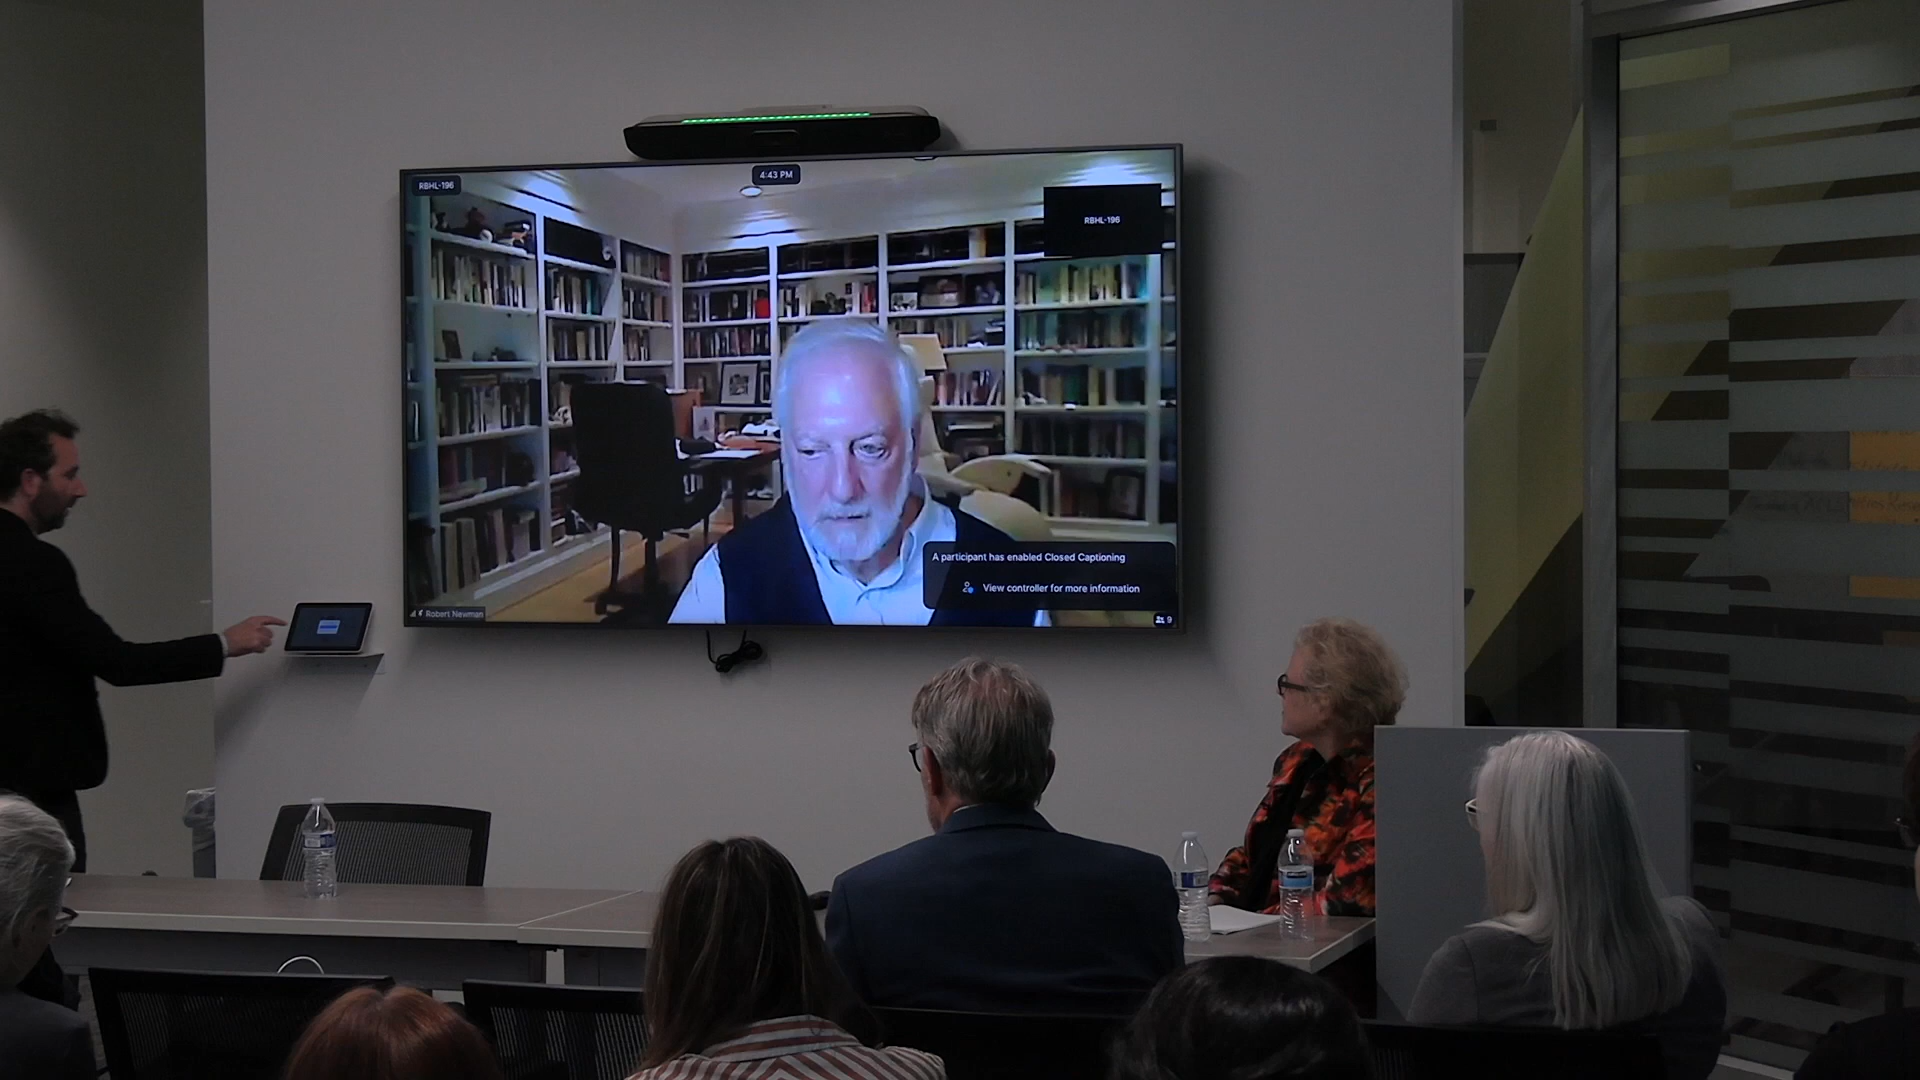 RBHL-196
4:43 PM
RBHL-196
A participant has enabled Closed Captioning
View controller for more information
Robert Newman
9